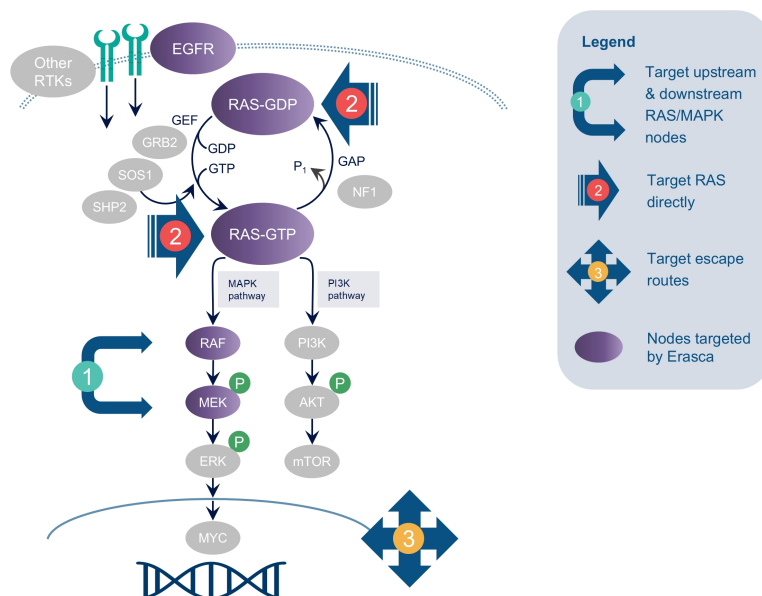 Other
RTKs
EGFR
RAS-GDP
2
GEF
GRB2
GDP
GTP
SOS1
SHP2
P1
GAP
NF1
2
RAS-GTP
MAPK
pathway
PI3K
pathway
1
RAF
PI3K
P
P
MEK
AKT
P
ERK
mTOR
MYC
3
Legend
1
Target upstream
& downstream
RAS/MAPK
nodes
2
Target RAS
directly
3
Target escape
routes
Nodes targeted
by Erasca